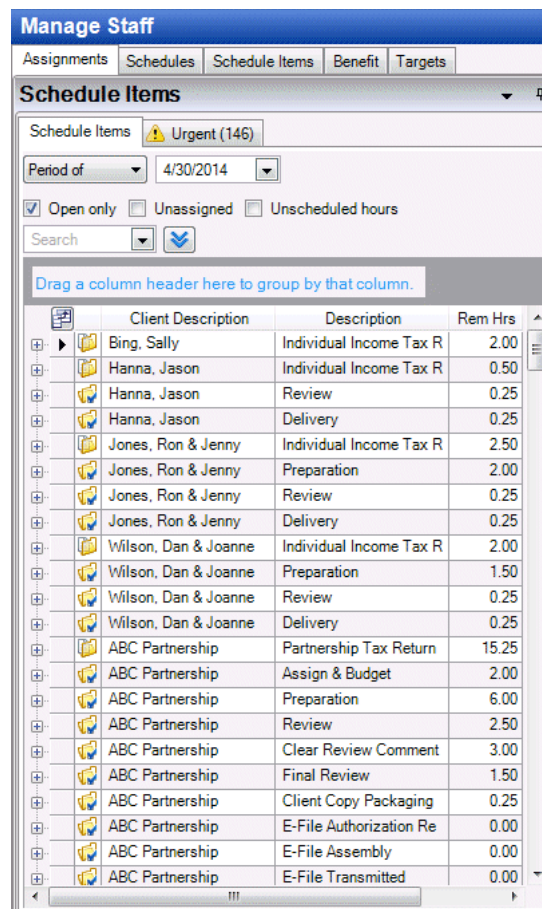 Manage Staff
Assignments Schedules Schedule Items Benefit Targets
Schedule Items
Schedule Items Urgent (146)
Period of 4/30/2014
Open only Unassigned Unscheduled hours
Search
Drag a column header here to group by that column.
Client Description Description Rem Hrs
Bing, Sally Individual Income Tax R 2.00
Hanna, Jason Individual Income Tax R 0.50
Hanna, Jason Review 0.25
Hanna, Jason Delivery 0.25
Jones, Ron & Jenny Individual Income Tax R 2.50
Jones, Ron & Jenny Preparation 2.00
Jones, Ron & Jenny Review 0.25
Jones, Ron & Jenny Delivery 0.25
Wilson, Dan & Joanne Individual Income Tax R 2.00
Wilson, Dan & Joanne Preparation 1.50
Wilson, Dan & Joanne Review 0.25
Wilson, Dan & Joanne Delivery 0.25
ABC Partnership Partnership Tax Return 15.25
ABC Partnership Assign & Budget 2.00
ABC Partnership Preparation 6.00
ABC Partnership Review 2.50
ABC Partnership Clear Review Comment 3.00
ABC Partnership Final Review 1.50
ABC Partnership Client Copy Packaging 0.25
ABC Partnership E-File Authorization Re 0.00
ABC Partnership E-File Assembly 0.00
ABC Partnership E-File Transmitted 0.00